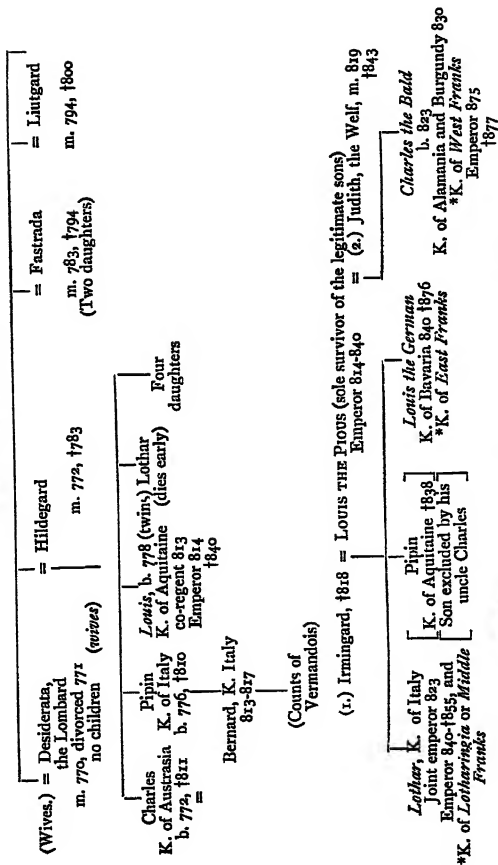 (Wives.) = Desiderata,
the Lombard
m. 770, divorced 771
no children
= Hildegard
m. 772, †783
(wives)
= Fastrada
m. 783, †794
(Two daughters)
= Liutgard
m. 794, †800
Charles
K. of Austrasia
b. 772, †811
=
Pipin
K. of Italy
b. 776, †810
Louis, b. 778 (twins) Lothar
K. of Aquitaine (dies early)
co-regent 813
Emperor 814
†840
Four
daughters
Bernard, K. Italy
813-817
(Counts of
Vermandois)
(1.) Irmingard, †818 = LOUIS THE PIOUS (sole survivor of the legitimate sons)
Emperor 814-840
= (2.) Judith, the Welf, m. 819
†843
Lothar, K. of Italy
Joint emperor 823
Emperor 840-†855, and
*K. of Lotharingia or Middle
Franks
Pipin
K. of Aquitaine †838
Son excluded by his
uncle Charles
Louis the German
K. of Bavaria 840 †876
*K. of East Franks
Charles the Bald
b. 823
K. of Alamania and Burgundy 830
*K. of West Franks
Emperor 875
†877